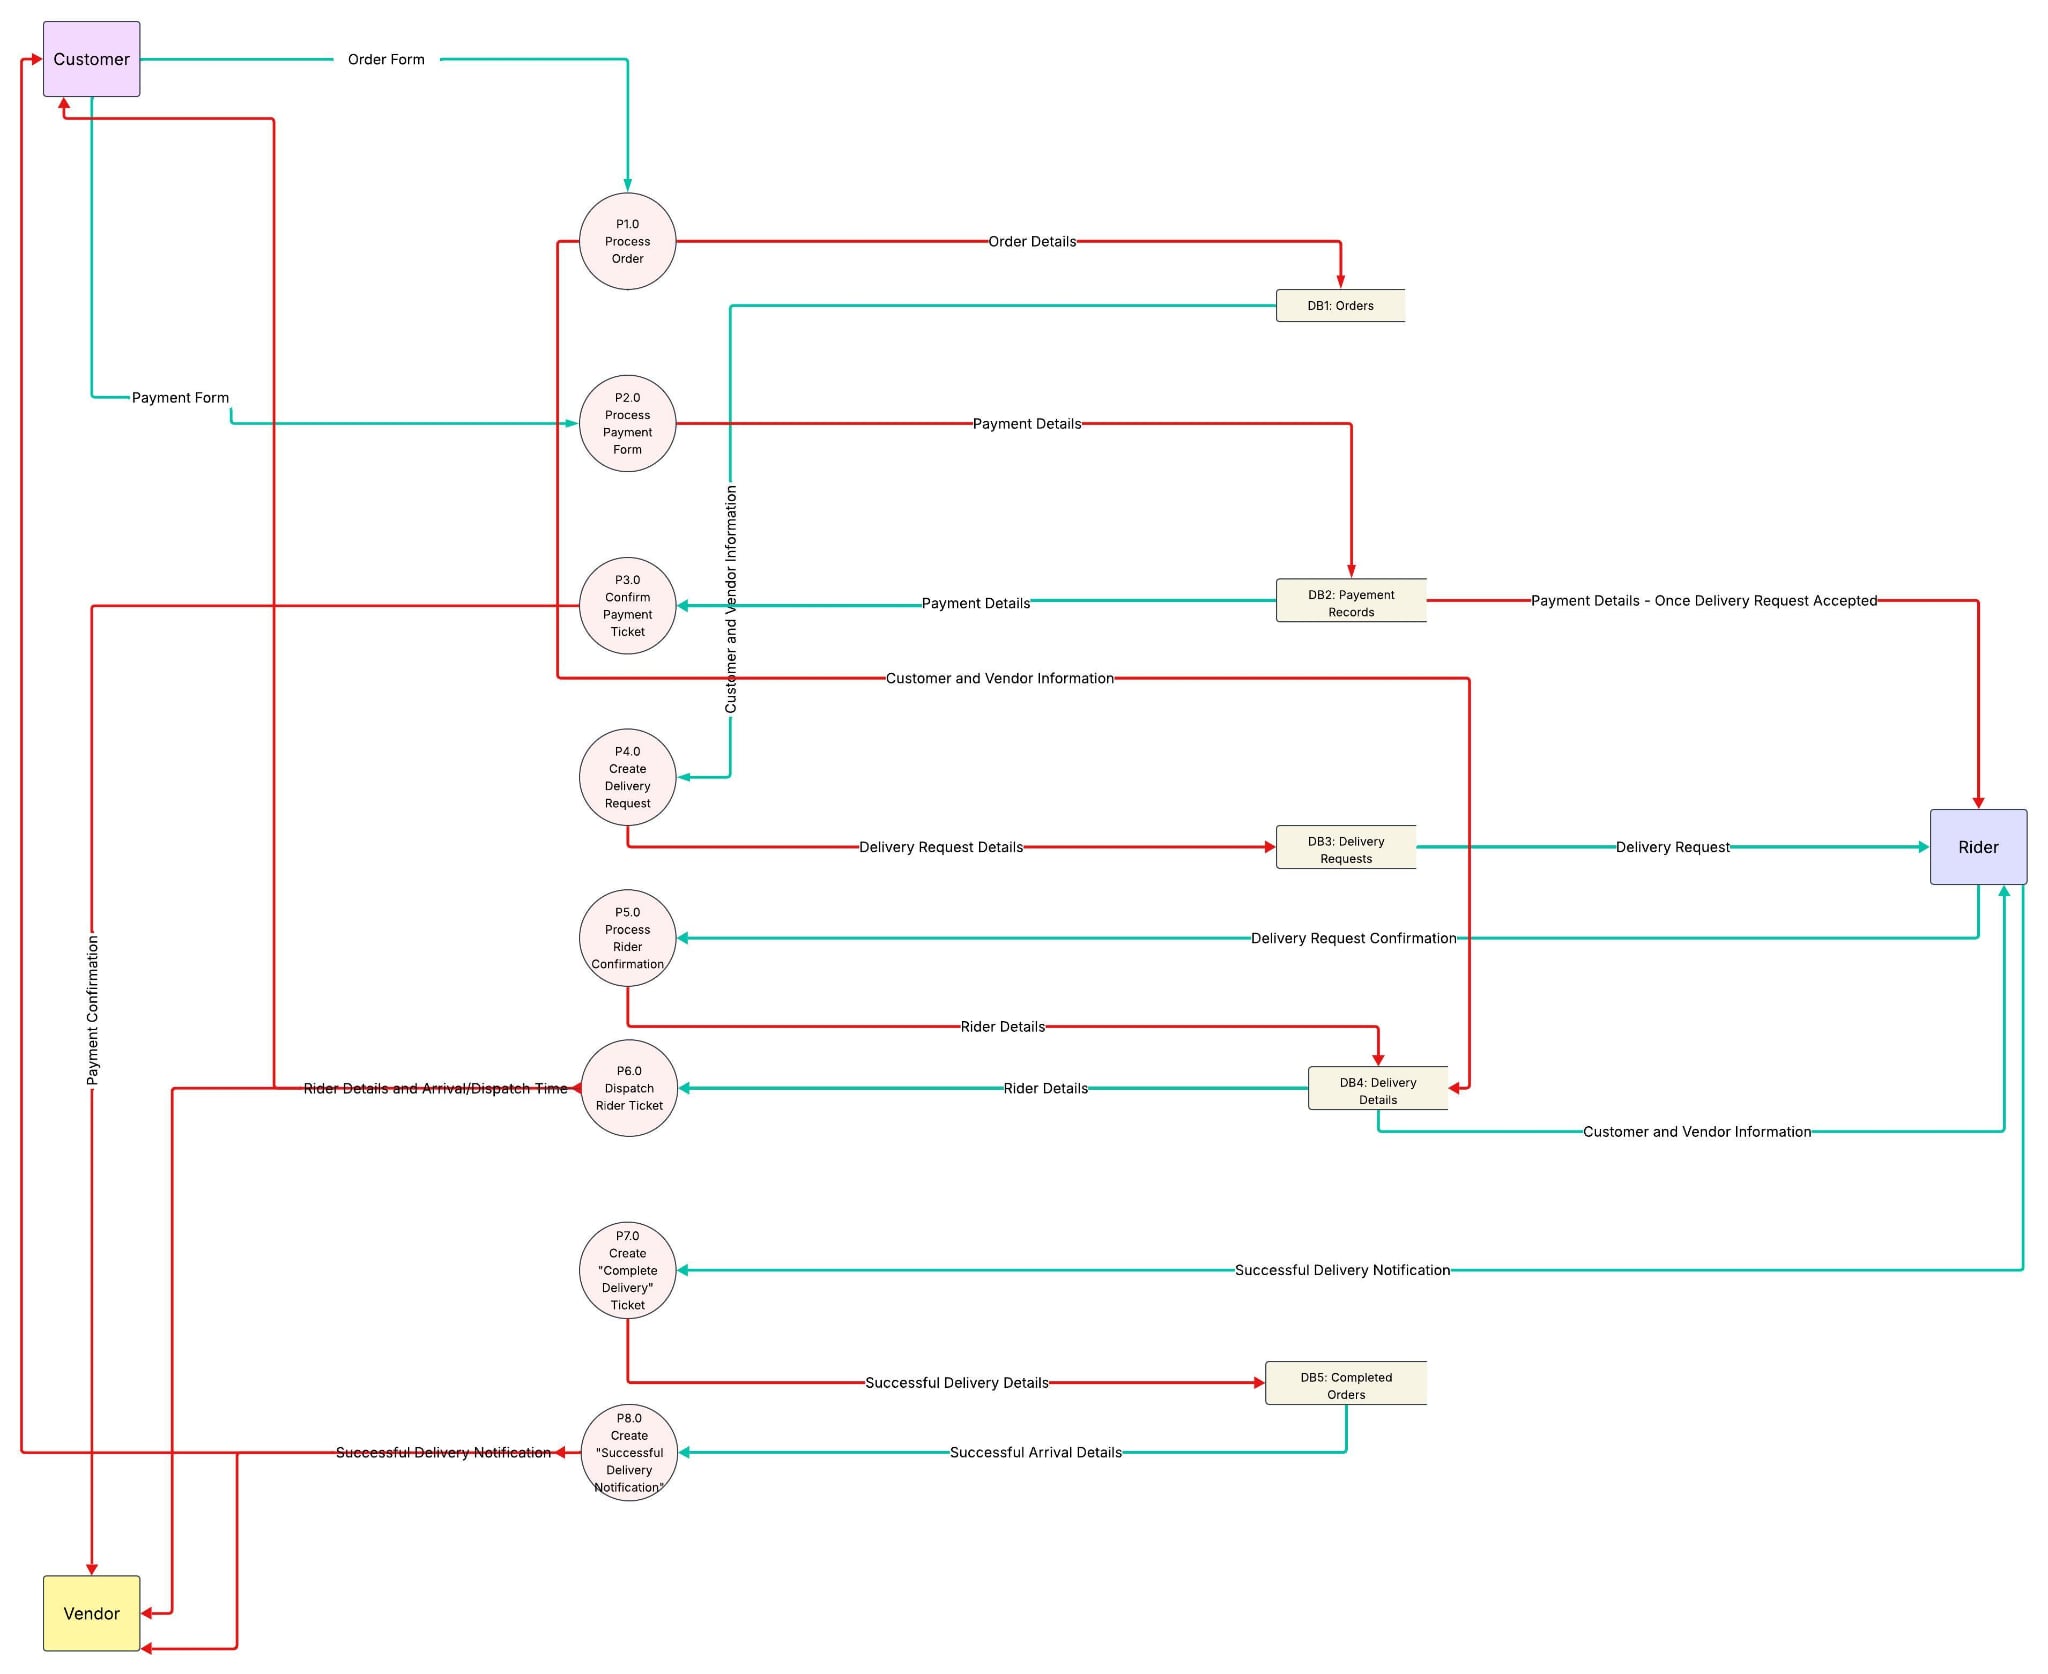 Customer
Order Form
P1.0
Process
Order
Order Details
DB1: Orders
Payment Form
P2.0
Process
Payment
Form
Payment Details
Customer and Vendor Information
P3.0
Confirm
Payment
Ticket
Payment Details
DB2: Payement
Records
Payment Details - Once Delivery Request Accepted
Customer and Vendor Information
P4.0
Create
Delivery
Request
Delivery Request Details
DB3: Delivery
Requests
Delivery Request
Rider
P5.0
Process
Rider
Confirmation
Delivery Request Confirmation
Payment Confirmation
Rider Details
Rider Details and Arrival/Dispatch Time
P6.0
Dispatch
Rider Ticket
Rider Details
DB4: Delivery
Details
Customer and Vendor Information
P7.0
Create
"Complete
Delivery"
Ticket
Successful Delivery Notification
Successful Delivery Details
DB5: Completed
Orders
Successful Delivery Notification
P8.0
Create
"Successful
Delivery
Notification"
Successful Arrival Details
Vendor